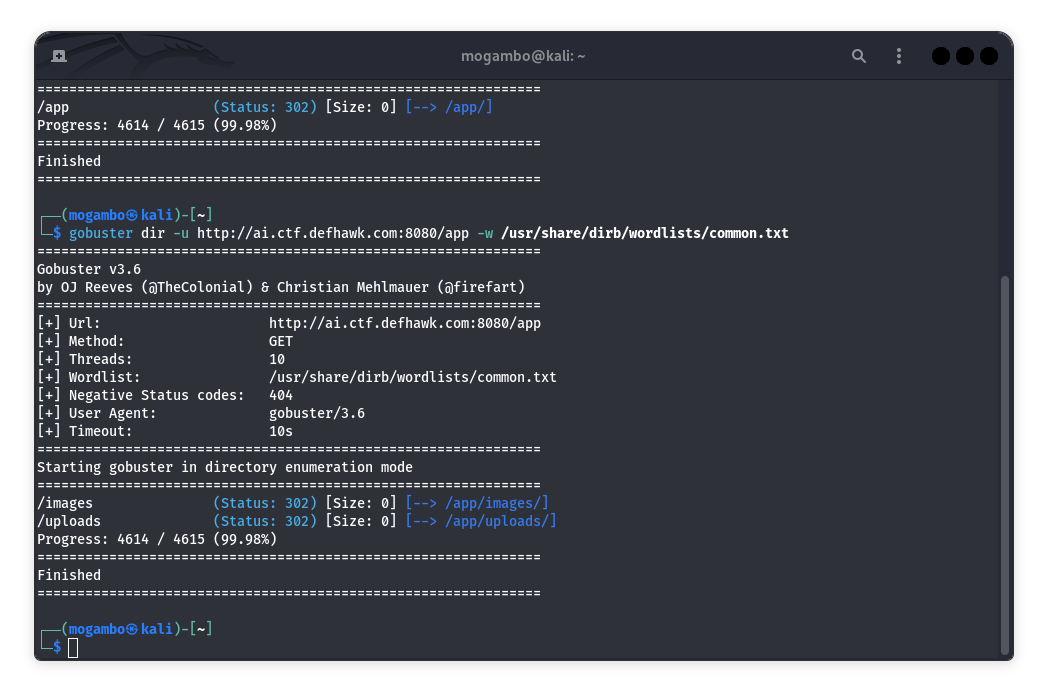 mogambo@kali: ~
===============================================================
/app                  (Status: 302) [Size: 0] [--> /app/]
Progress: 4614 / 4615 (99.98%)
===============================================================
Finished
===============================================================
┌──(mogambo㉿kali)-[~]
└─$ gobuster dir -u http://ai.ctf.defhawk.com:8080/app -w /usr/share/dirb/wordlists/common.txt
===============================================================
Gobuster v3.6
by OJ Reeves (@TheColonial) & Christian Mehlmauer (@firefart)
===============================================================
[+] Url:                     http://ai.ctf.defhawk.com:8080/app
[+] Method:                  GET
[+] Threads:                 10
[+] Wordlist:                /usr/share/dirb/wordlists/common.txt
[+] Negative Status codes:   404
[+] User Agent:              gobuster/3.6
[+] Timeout:                 10s
===============================================================
Starting gobuster in directory enumeration mode
===============================================================
/images               (Status: 302) [Size: 0] [--> /app/images/]
/uploads              (Status: 302) [Size: 0] [--> /app/uploads/]
Progress: 4614 / 4615 (99.98%)
===============================================================
Finished
===============================================================
┌──(mogambo㉿kali)-[~]
└─$